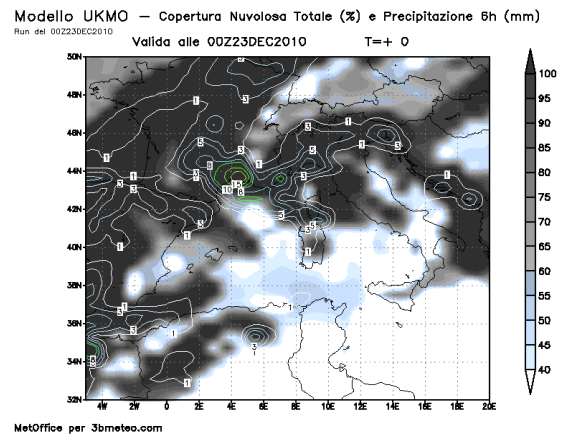 Modello UKMO – Copertura Nuvolosa Totale (%) e Precipitazione 6h (mm)
Run del 00Z23DEC2010
Valida alle 00Z23DEC2010 T=+ 0
50N
48N
46N
44N
42N
40N
38N
36N
34N
32N
4W 2W 0 2E 4E 6E 8E 10E 12E 14E 16E 18E 20E
100
95
90
85
80
75
70
65
60
55
50
45
40
MetOffice per 3bmeteo.com